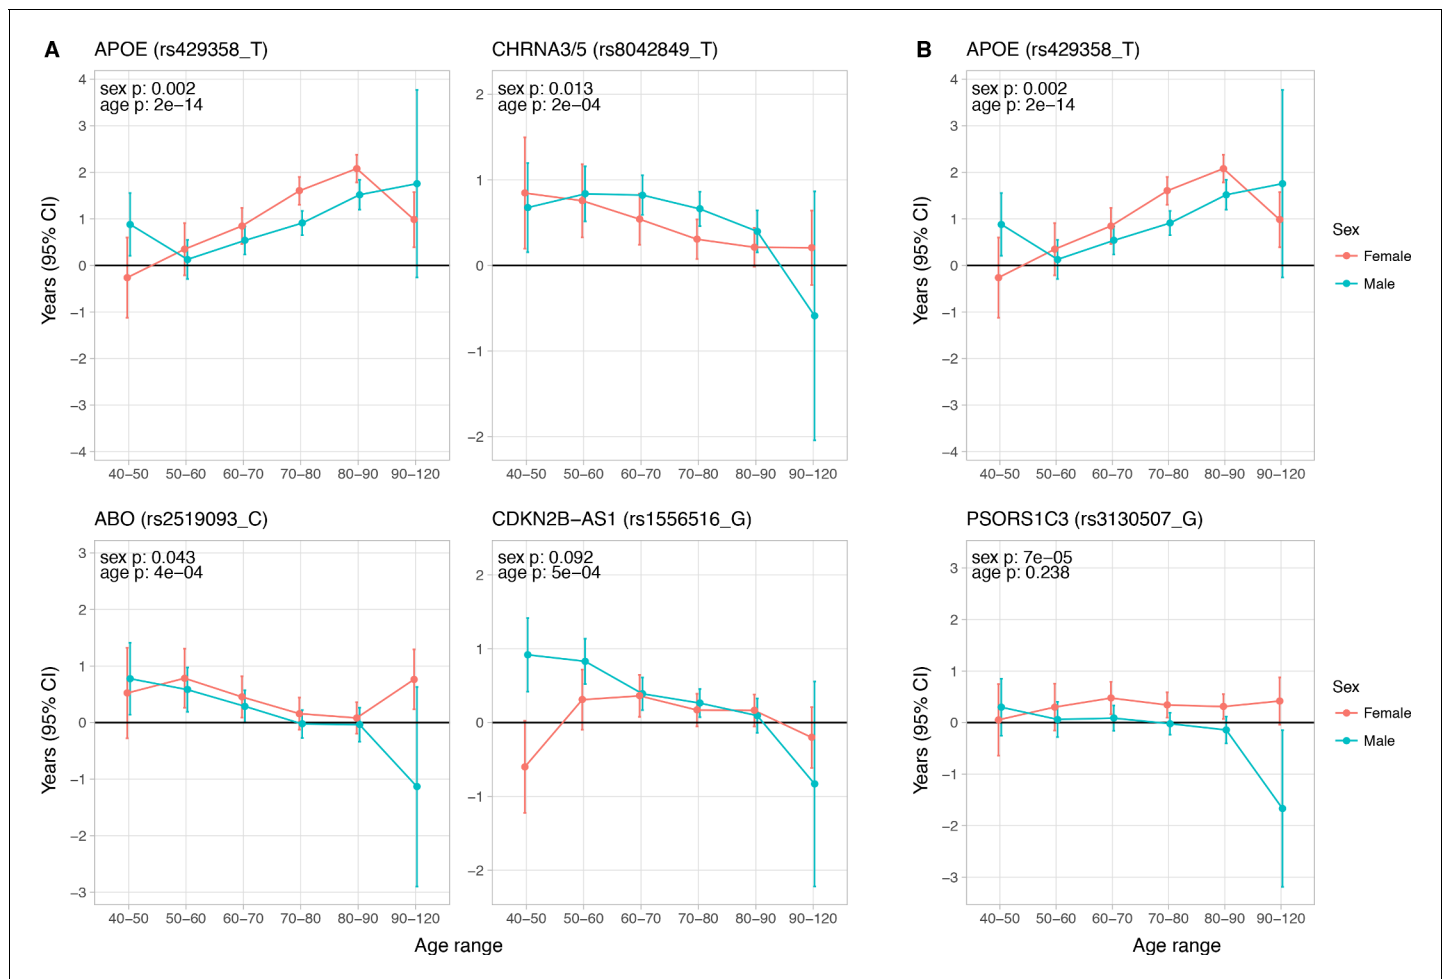 A
APOE (rs429358_T)
sex p: 0.002
age p: 2e−14
4
3
2
1
0
−1
−2
−3
−4
Years (95% CI)
40−50 50−60 60−70 70−80 80−90 90−120
CHRNA3/5 (rs8042849_T)
sex p: 0.013
age p: 2e−04
2
1
0
−1
−2
40−50 50−60 60−70 70−80 80−90 90−120
ABO (rs2519093_C)
sex p: 0.043
age p: 4e−04
3
2
1
0
−1
−2
−3
Years (95% CI)
40−50 50−60 60−70 70−80 80−90 90−120
CDKN2B−AS1 (rs1556516_G)
sex p: 0.092
age p: 5e−04
2
1
0
−1
−2
40−50 50−60 60−70 70−80 80−90 90−120
Age range
B
APOE (rs429358_T)
sex p: 0.002
age p: 2e−14
4
3
2
1
0
−1
−2
−3
−4
Years (95% CI)
40−50 50−60 60−70 70−80 80−90 90−120
Sex
Female
Male
PSORS1C3 (rs3130507_G)
sex p: 7e−05
age p: 0.238
3
2
1
0
−1
−2
−3
Years (95% CI)
40−50 50−60 60−70 70−80 80−90 90−120
Age range
Sex
Female
Male